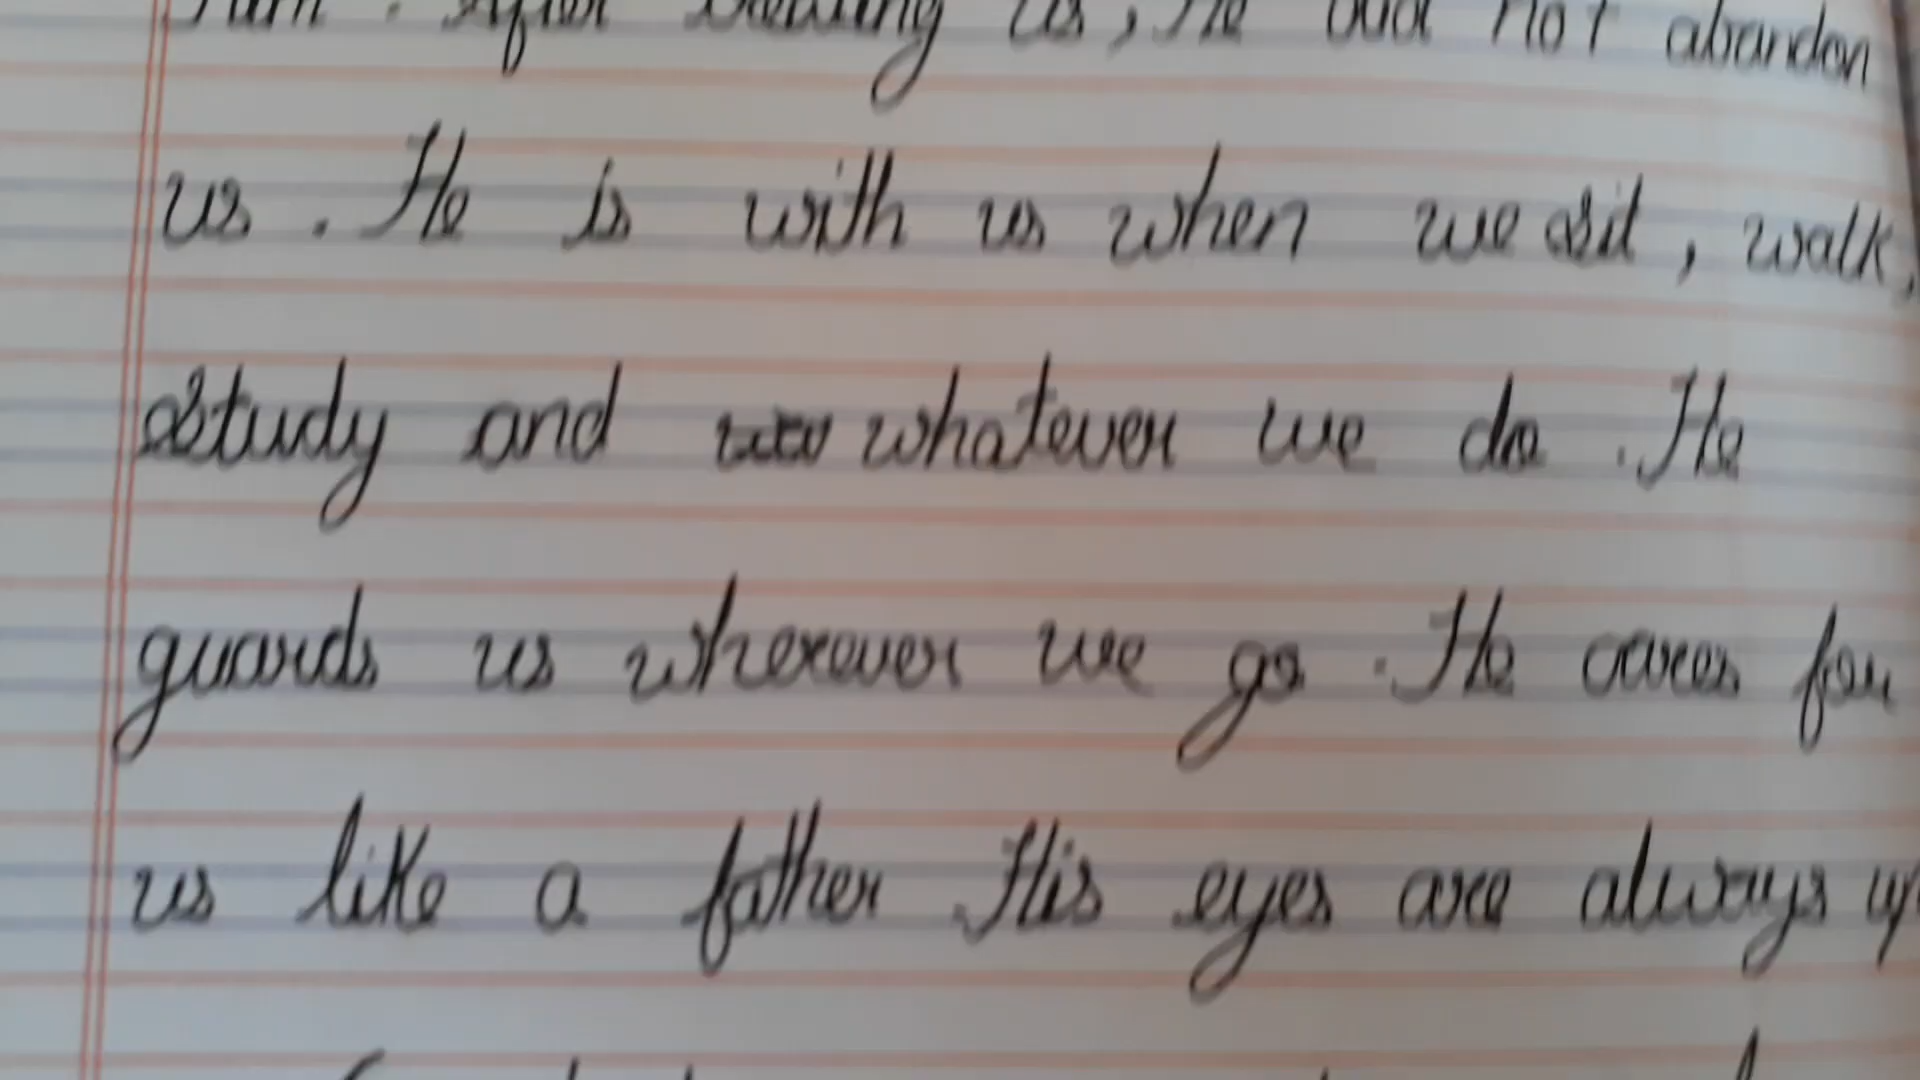 . After creating us, He did not abandon
us. He is with us when we sit, walk,
study and whatever we do. He
guards us wherever we go. He cares for
us like a father. His eyes are always